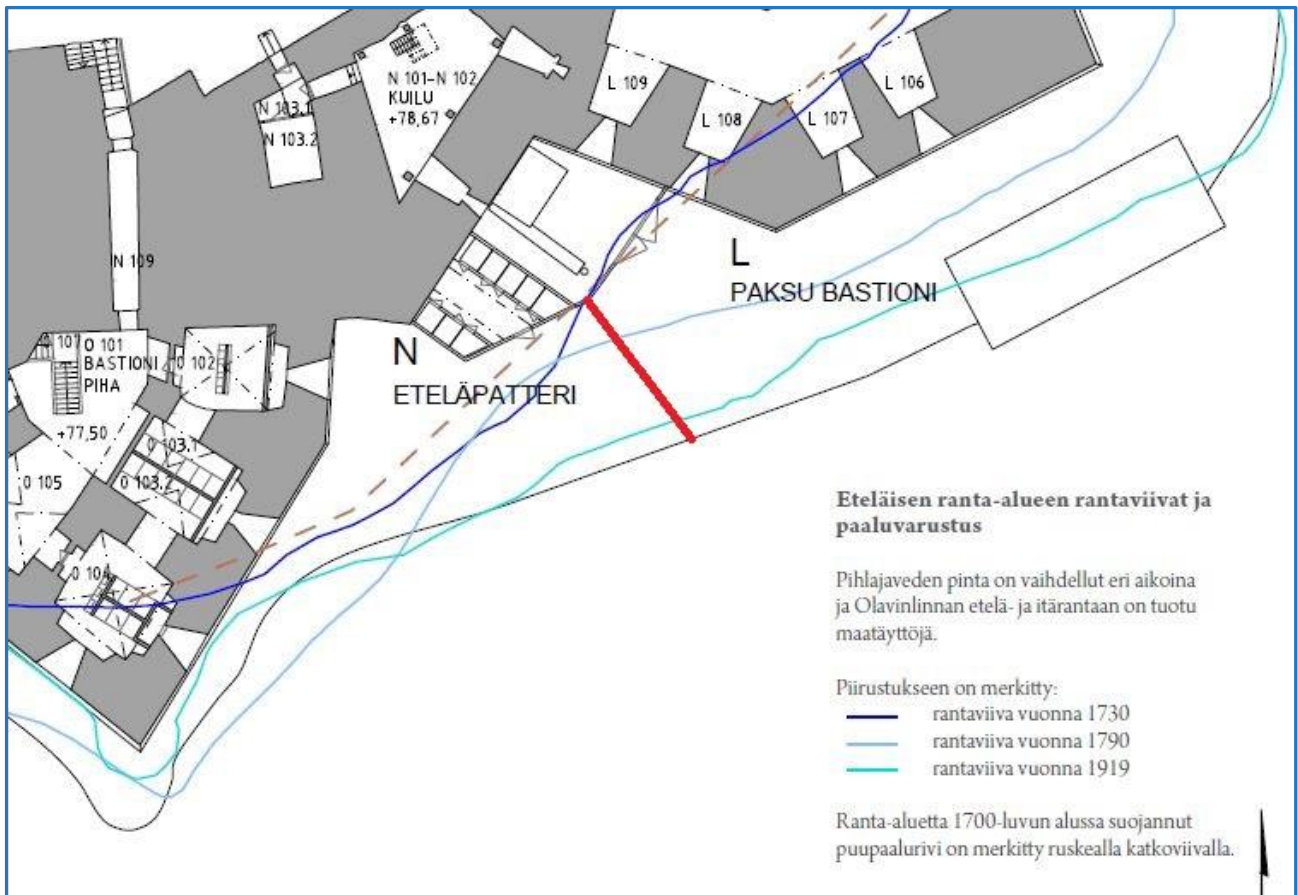 N 101–N 102
KUILU
+78,67
N 103.1
N 103.2
L 109
L 108
L 107
L 106
N 109
L
PAKSU BASTIONI
N
ETELÄPATTERI
O 101
BASTIONI
PIHA
O 102
+77,50
O 103.1
O 103.2
O 105
O 104
Eteläisen ranta-alueen rantaviivat ja
paaluvarustus
Pihlajaveden pinta on vaihdellut eri aikoina
ja Olavinlinnan etelä- ja itärantaan on tuotu
maatäyttöjä.
Piirustukseen on merkitty:
rantaviiva vuonna 1730
rantaviiva vuonna 1790
rantaviiva vuonna 1919
Ranta-aluetta 1700-luvun alussa suojannut
puupaalurivi on merkitty ruskealla katkoviivalla.